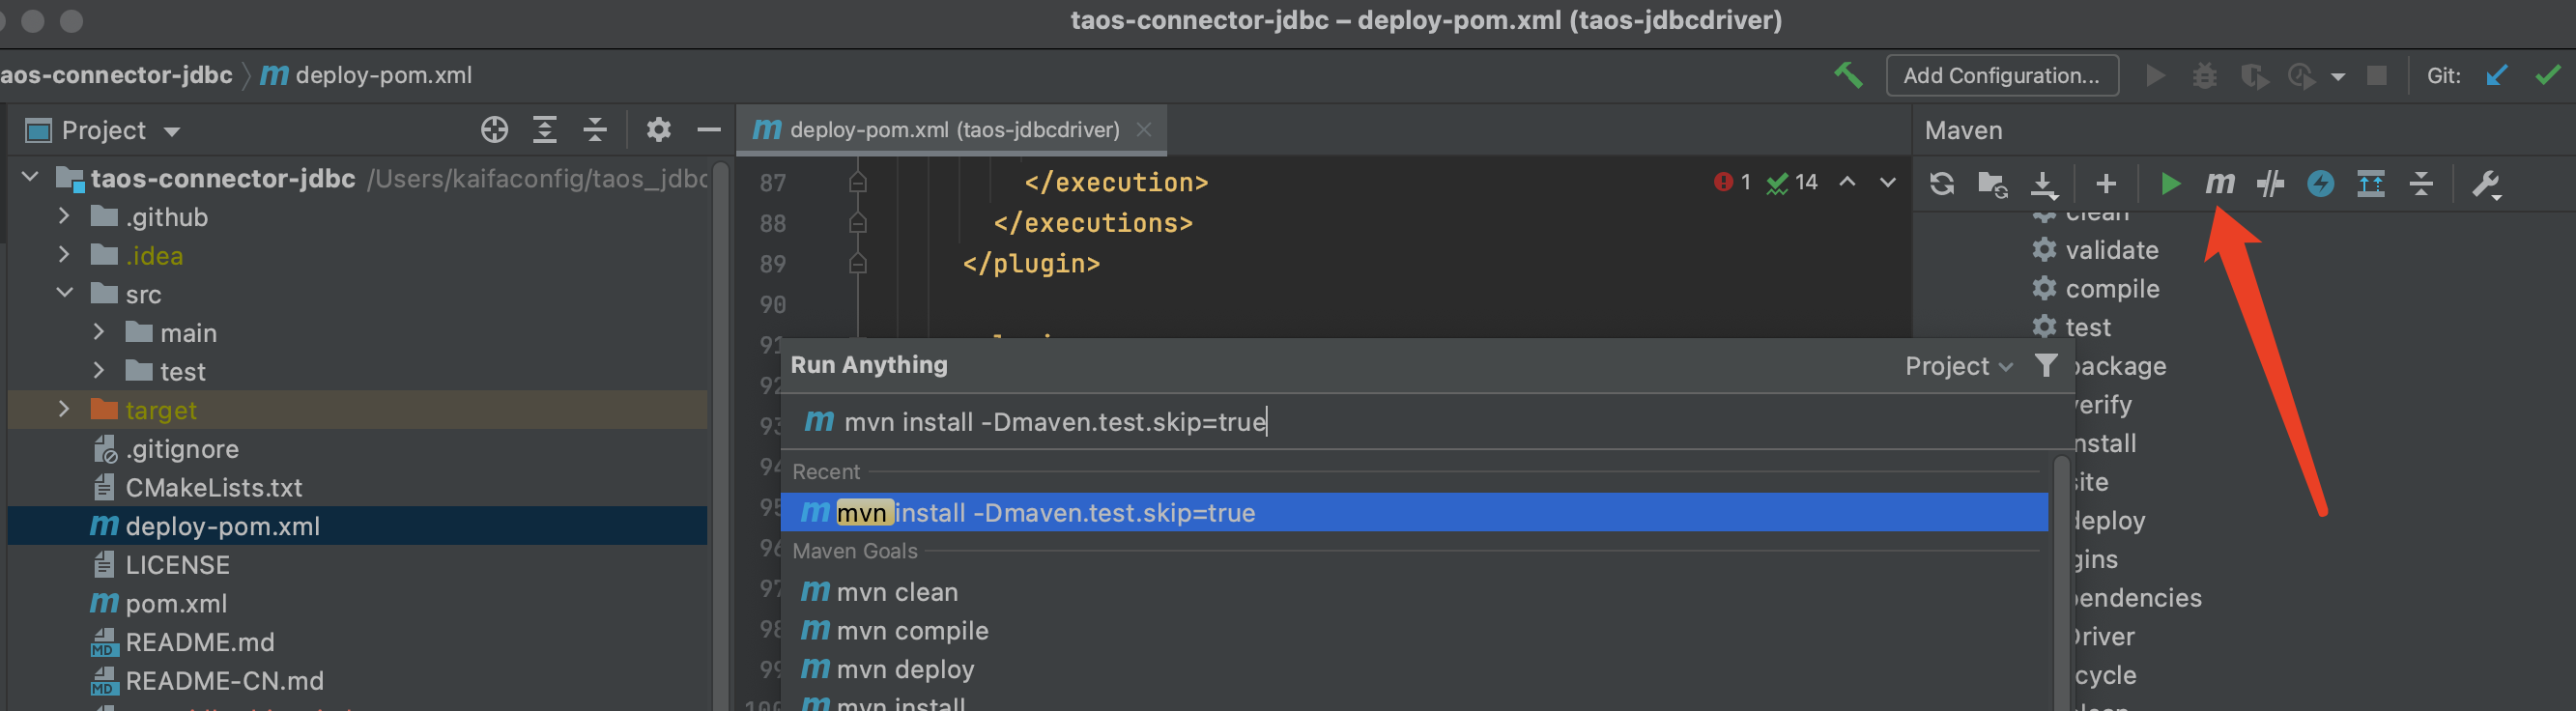 taos-connector-jdbc – deploy-pom.xml (taos-jdbcdriver)
aos-connector-jdbc
m deploy-pom.xml
Add Configuration...
Git:
Project
m deploy-pom.xml (taos-jdbcdriver)
Maven
taos-connector-jdbc /Users/kaifaconfig/taos_jdbc
.github
.idea
src
main
test
target
.gitignore
CMakeLists.txt
m deploy-pom.xml
LICENSE
m pom.xml
MD README.md
MD README-CN.md
87 </execution>
88 </executions>
89 </plugin>
90
91
92
93
94
95
96
97
98
99
100
1 14
Run Anything
Project
m mvn install -Dmaven.test.skip=true
Recent
m mvn install -Dmaven.test.skip=true
Maven Goals
m mvn clean
m mvn compile
m mvn deploy
m mvn install
m
clean
validate
compile
test
package
verify
install
site
deploy
gins
pendencies
Driver
cycle